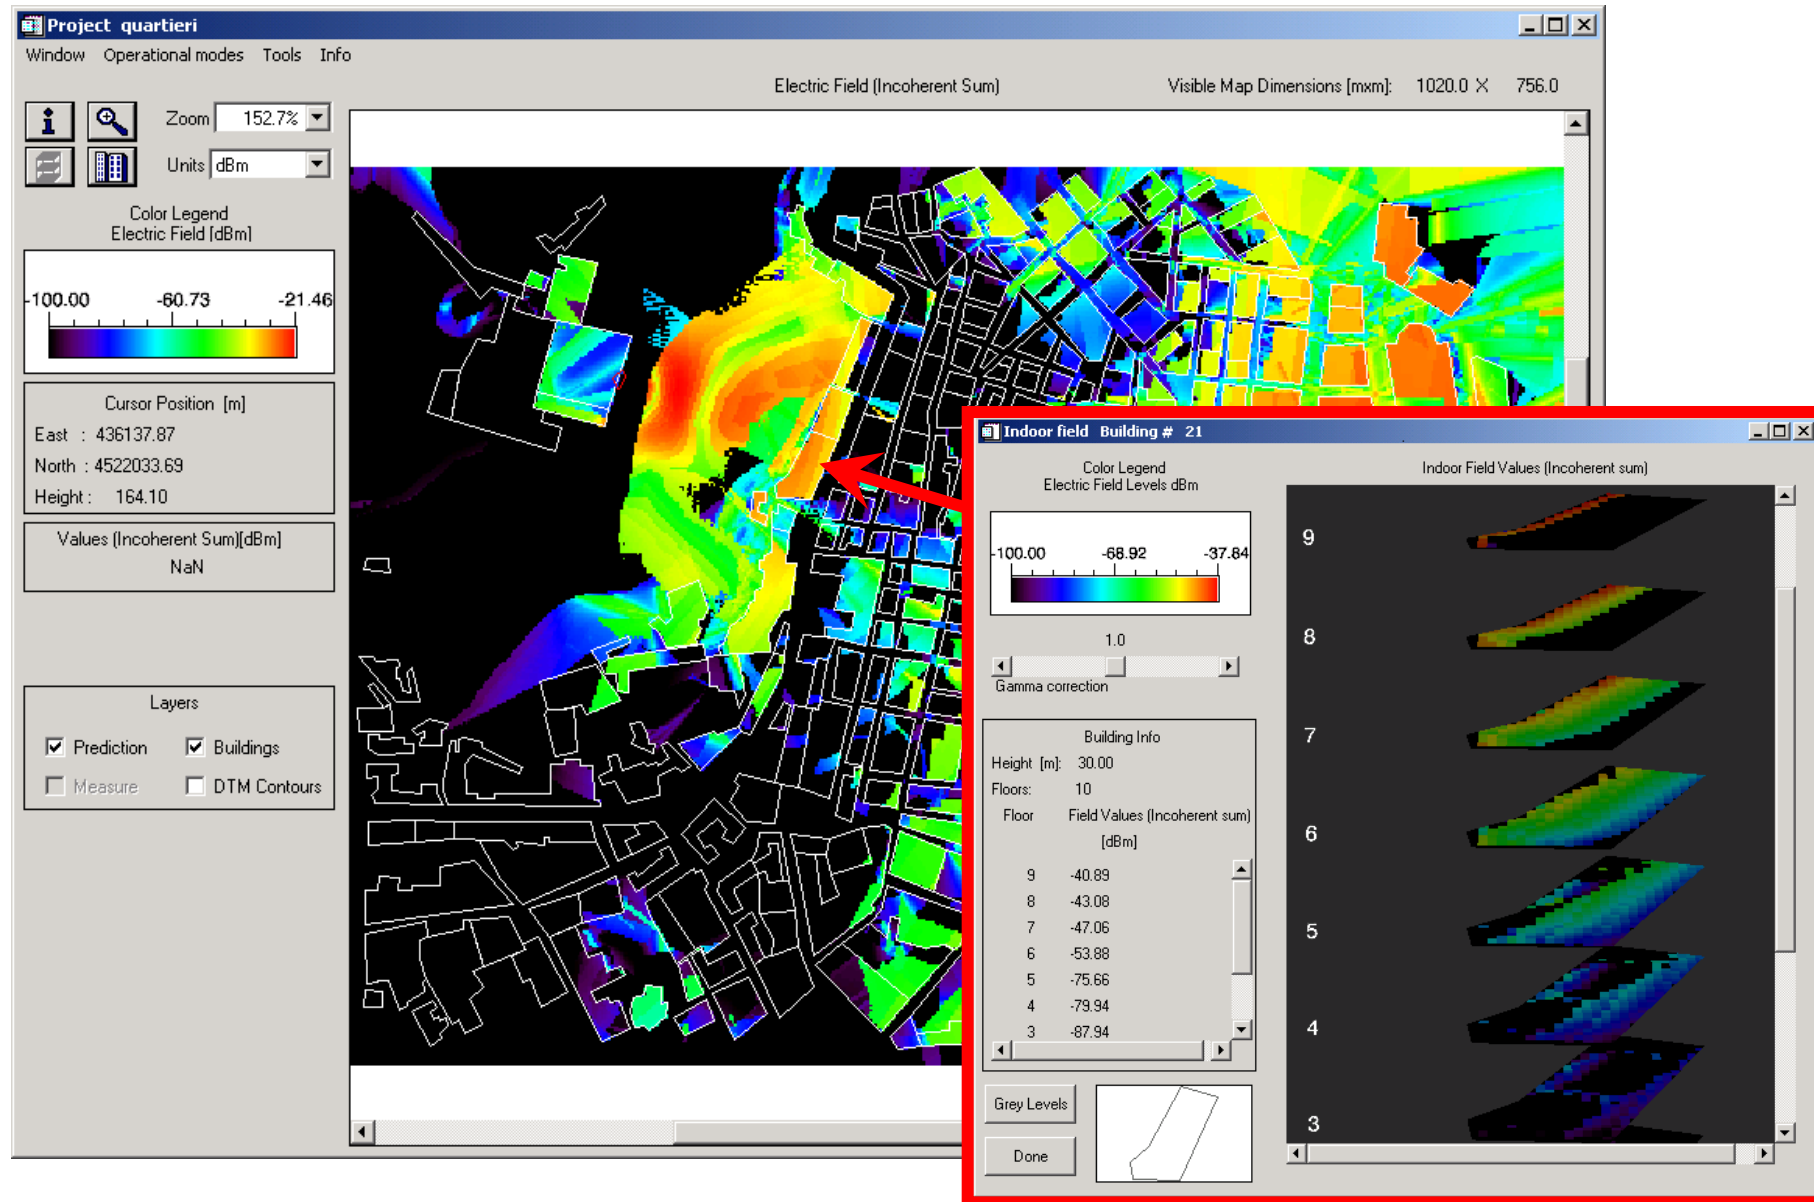 Project quartieri
Window Operational modes Tools Info
Electric Field (Incoherent Sum) Visible Map Dimensions [mxm]: 1020.0 X 756.0
Zoom 152.7%
Units dBm
Color Legend
Electric Field [dBm]
-100.00 -60.73 -21.46
Cursor Position [m]
East : 436137.87
North : 4522033.69
Height : 164.10
Values (Incoherent Sum)[dBm]
NaN
Layers
Prediction Buildings
Measure DTM Contours
Indoor field Building # 21
Color Legend
Electric Field Levels dBm
-100.00 -68.92 -37.84
1.0
Gamma correction
Building Info
Height [m]: 30.00
Floors: 10
Floor Field Values (Incoherent sum)
[dBm]
9 -40.89
8 -43.08
7 -47.06
6 -53.88
5 -75.66
4 -79.94
3 -87.94
Grey Levels
Done
Indoor Field Values (Incoherent sum)
9
8
7
6
5
4
3